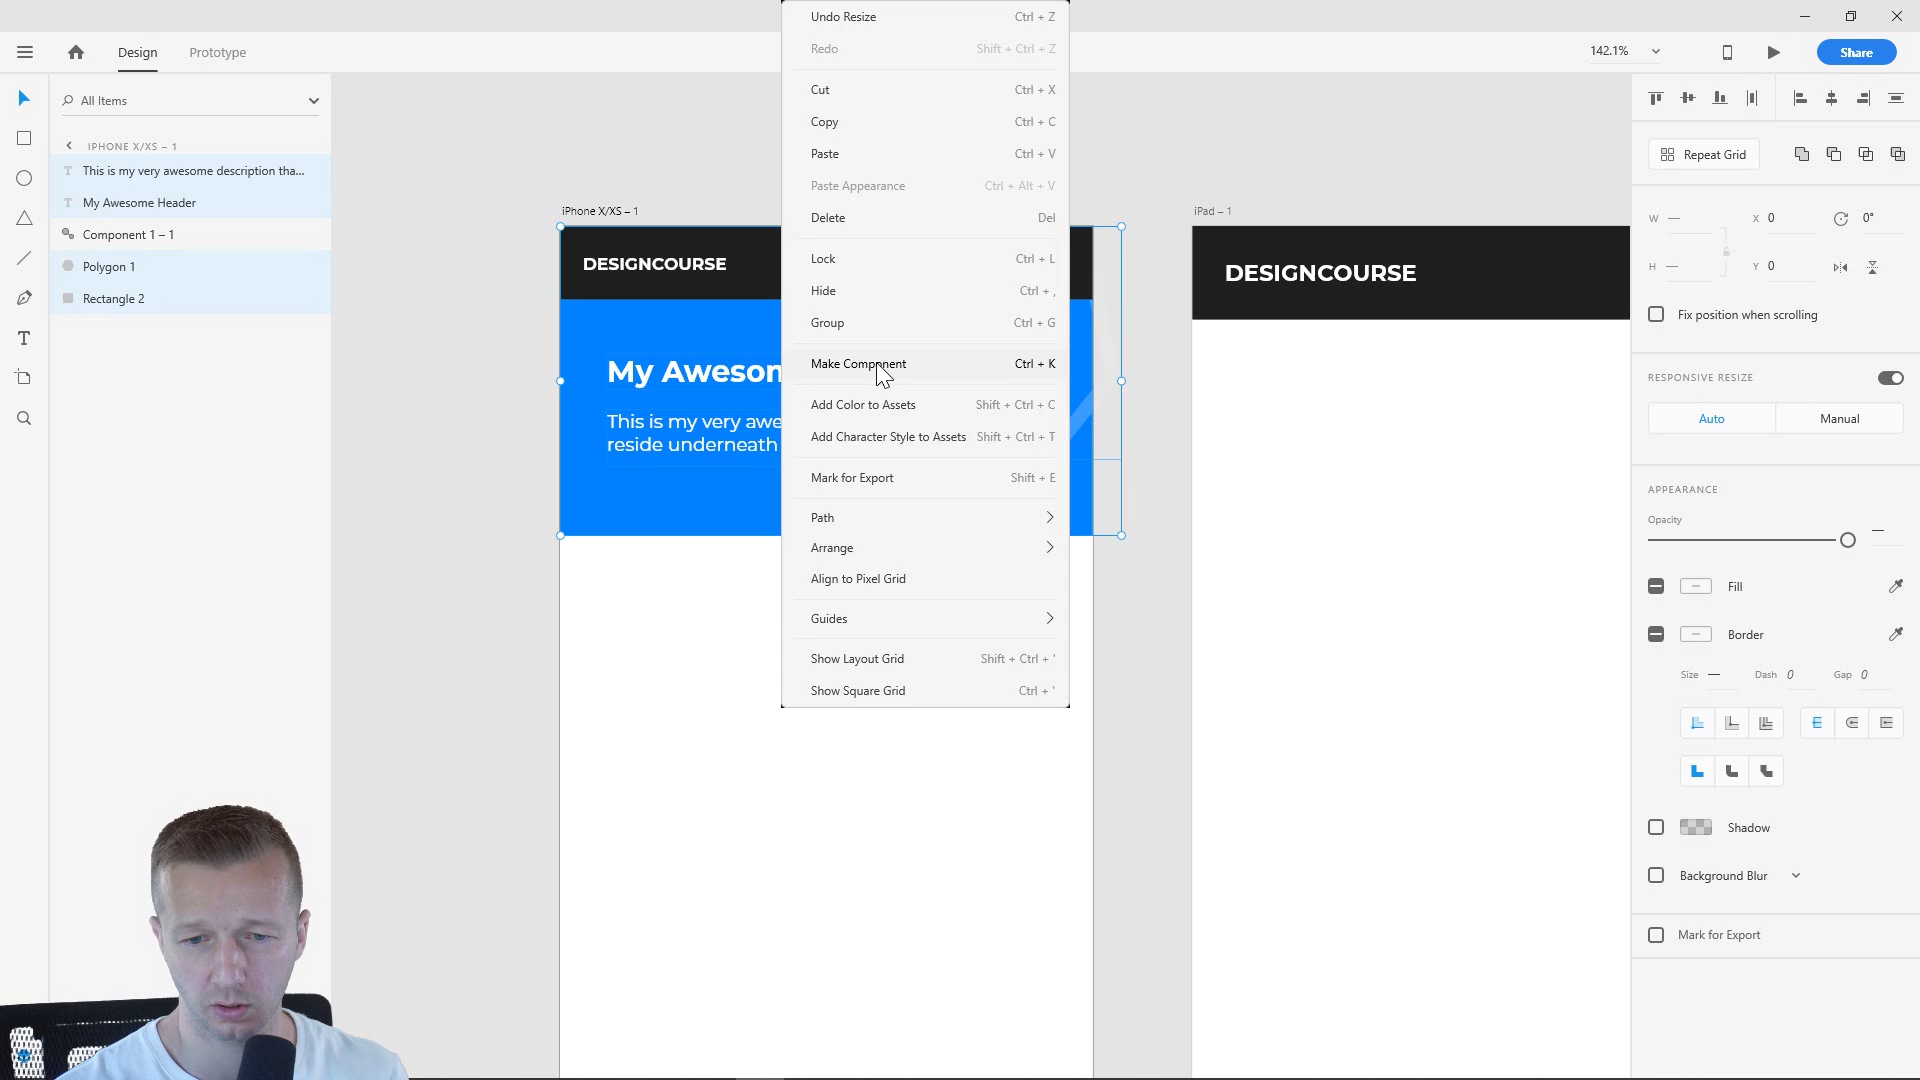 Design
Prototype
142.1%
Share
All Items
IPHONE X/XS – 1
This is my very awesome description tha...
My Awesome Header
Component 1 – 1
Polygon 1
Rectangle 2
iPhone X/XS – 1
DESIGNCOURSE
My Awesom
This is my very awe
reside underneath
Undo Resize Ctrl + Z
Redo Shift + Ctrl + Z
Cut Ctrl + X
Copy Ctrl + C
Paste Ctrl + V
Paste Appearance Ctrl + Alt + V
Delete Del
Lock Ctrl + L
Hide Ctrl + ,
Group Ctrl + G
Make Component Ctrl + K
Add Color to Assets Shift + Ctrl + C
Add Character Style to Assets Shift + Ctrl + T
Mark for Export Shift + E
Path
Arrange
Align to Pixel Grid
Guides
Show Layout Grid Shift + Ctrl + '
Show Square Grid Ctrl + '
iPad – 1
DESIGNCOURSE
Repeat Grid
W — X 0 0°
H — Y 0
Fix position when scrolling
RESPONSIVE RESIZE
Auto Manual
APPEARANCE
Opacity
—
Fill
Border
Size — Dash 0 Gap 0
Shadow
Background Blur
Mark for Export